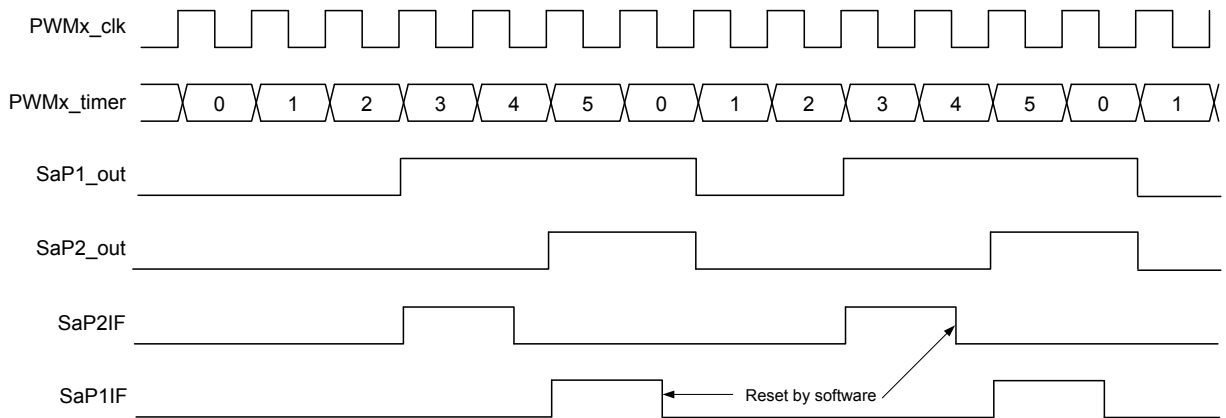 PWMx_clk
PWMx_timer 0 1 2 3 4 5 0 1 2 3 4 5 0 1
SaP1_out
SaP2_out
SaP2IF
SaP1IF
Reset by software